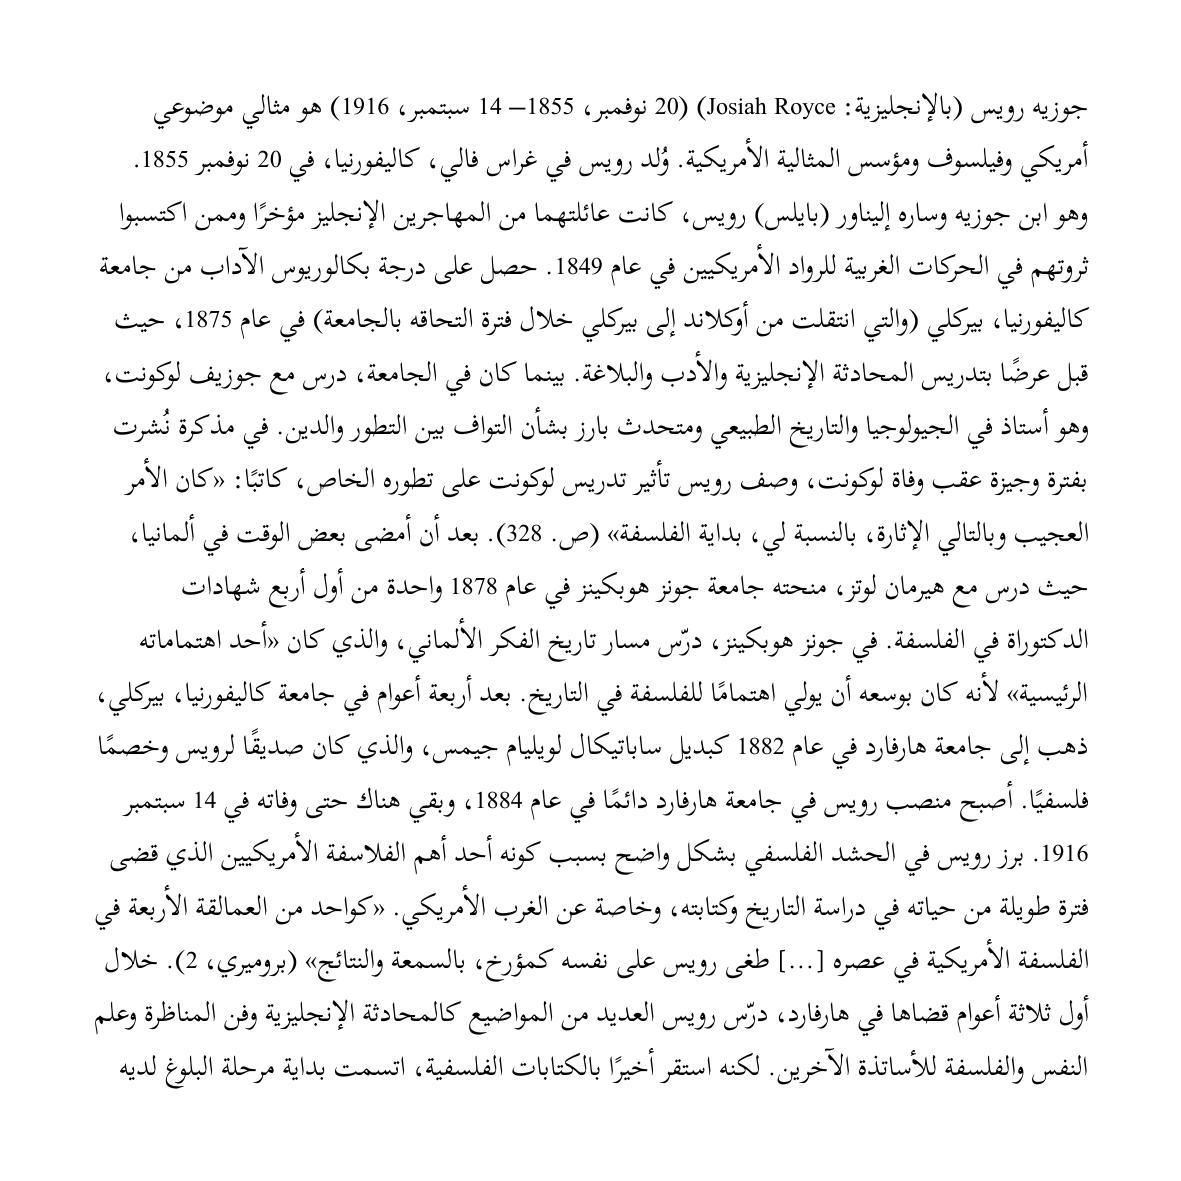 جوزيه رويس (بالإنجليزية: Josiah Royce) (20 نوفمبر، 1855– 14 سبتمبر، 1916) هو مثالي موضوعي
أمريكي وفيلسوف ومؤسس المثالية الأمريكية. وُلد رويس في غراس فالي، كاليفورنيا، في 20 نوفمبر 1855.
وهو ابن جوزيه وساره إليناور (بايلس) رويس، كانت عائلتهما من المهاجرين الإنجليز مؤخرًا وممن اكتسبوا
ثروتهم في الحركات الغربية للرواد الأمريكيين في عام 1849. حصل على درجة بكالوريوس الآداب من جامعة
كاليفورنيا، بيركلي (والتي انتقلت من أوكلاند إلى بيركلي خلال فترة التحاقه بالجامعة) في عام 1875، حيث
قبل عرضًا بتدريس المحادثة الإنجليزية والأدب والبلاغة. بينما كان في الجامعة، درس مع جوزيف لوكونت،
وهو أستاذ في الجيولوجيا والتاريخ الطبيعي ومتحدث بارز بشأن التواف بين التطور والدين. في مذكرة نُشرت
بفترة وجيزة عقب وفاة لوكونت، وصف رويس تأثير تدريس لوكونت على تطوره الخاص، كاتبًا: «كان الأمر
العجيب وبالتالي الإثارة، بالنسبة لي، بداية الفلسفة» (ص. 328). بعد أن أمضى بعض الوقت في ألمانيا،
حيث درس مع هيرمان لوتز، منحته جامعة جونز هوبكينز في عام 1878 واحدة من أول أربع شهادات
الدكتوراة في الفلسفة. في جونز هوبكينز، درّس مسار تاريخ الفكر الألماني، والذي كان «أحد اهتماماته
الرئيسية» لأنه كان بوسعه أن يولي اهتمامًا للفلسفة في التاريخ. بعد أربعة أعوام في جامعة كاليفورنيا، بيركلي،
ذهب إلى جامعة هارفارد في عام 1882 كبديل ساباتيكال لويليام جيمس، والذي كان صديقًا لرويس وخصمًا
فلسفيًا. أصبح منصب رويس في جامعة هارفارد دائمًا في عام 1884، وبقي هناك حتى وفاته في 14 سبتمبر
1916. برز رويس في الحشد الفلسفي بشكل واضح بسبب كونه أحد أهم الفلاسفة الأمريكيين الذي قضى
فترة طويلة من حياته في دراسة التاريخ وكتابته، وخاصة عن الغرب الأمريكي. «كواحد من العمالقة الأربعة في
الفلسفة الأمريكية في عصره [...] طغى رويس على نفسه كمؤرخ، بالسمعة والنتائج» (بروميري، 2). خلال
أول ثلاثة أعوام قضاها في هارفارد، درّس رويس العديد من المواضيع كالمحادثة الإنجليزية وفن المناظرة وعلم
النفس والفلسفة للأساتذة الآخرين. لكنه استقر أخيرًا بالكتابات الفلسفية، اتسمت بداية مرحلة البلوغ لديه